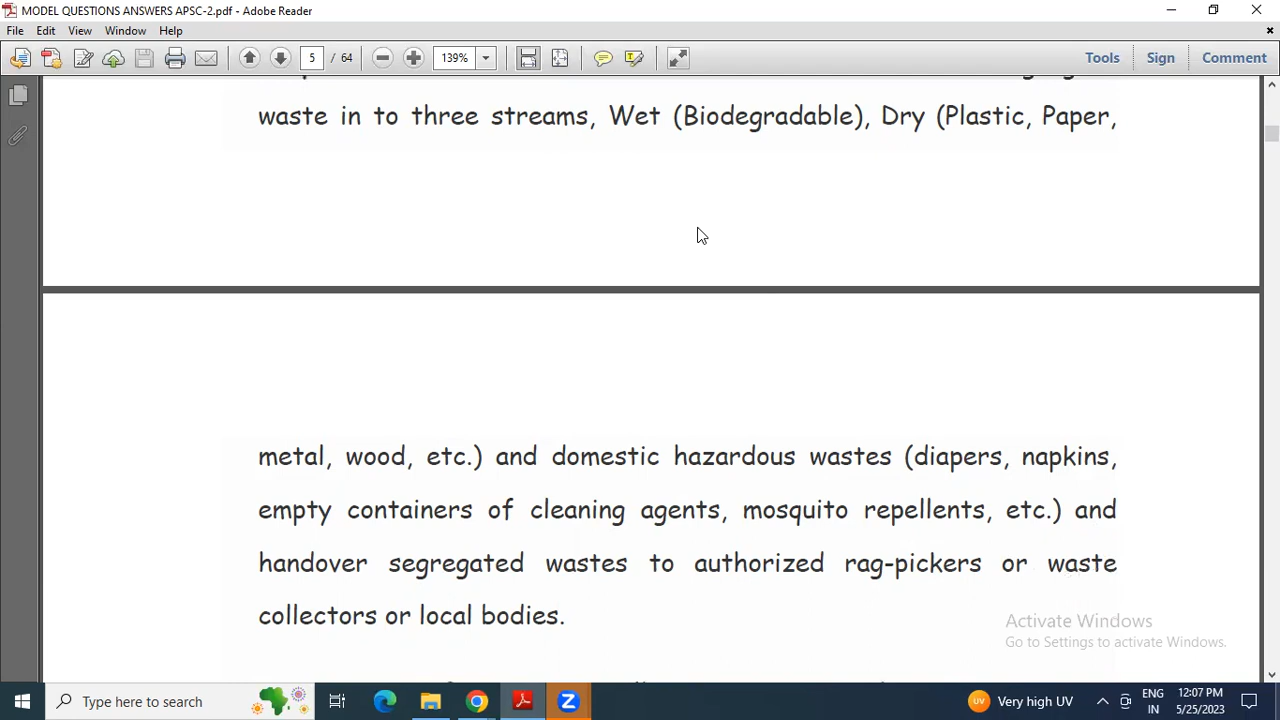 MODEL QUESTIONS ANSWERS APSC-2.pdf - Adobe Reader
File Edit View Window Help
5 / 64 139% Tools Sign Comment
waste in to three streams, Wet (Biodegradable), Dry (Plastic, Paper,
metal, wood, etc.) and domestic hazardous wastes (diapers, napkins,
empty containers of cleaning agents, mosquito repellents, etc.) and
handover segregated wastes to authorized rag-pickers or waste
collectors or local bodies.
Activate Windows
Go to Settings to activate Windows.
Type here to search
Very high UV
ENG
IN
12:07 PM
5/25/2023